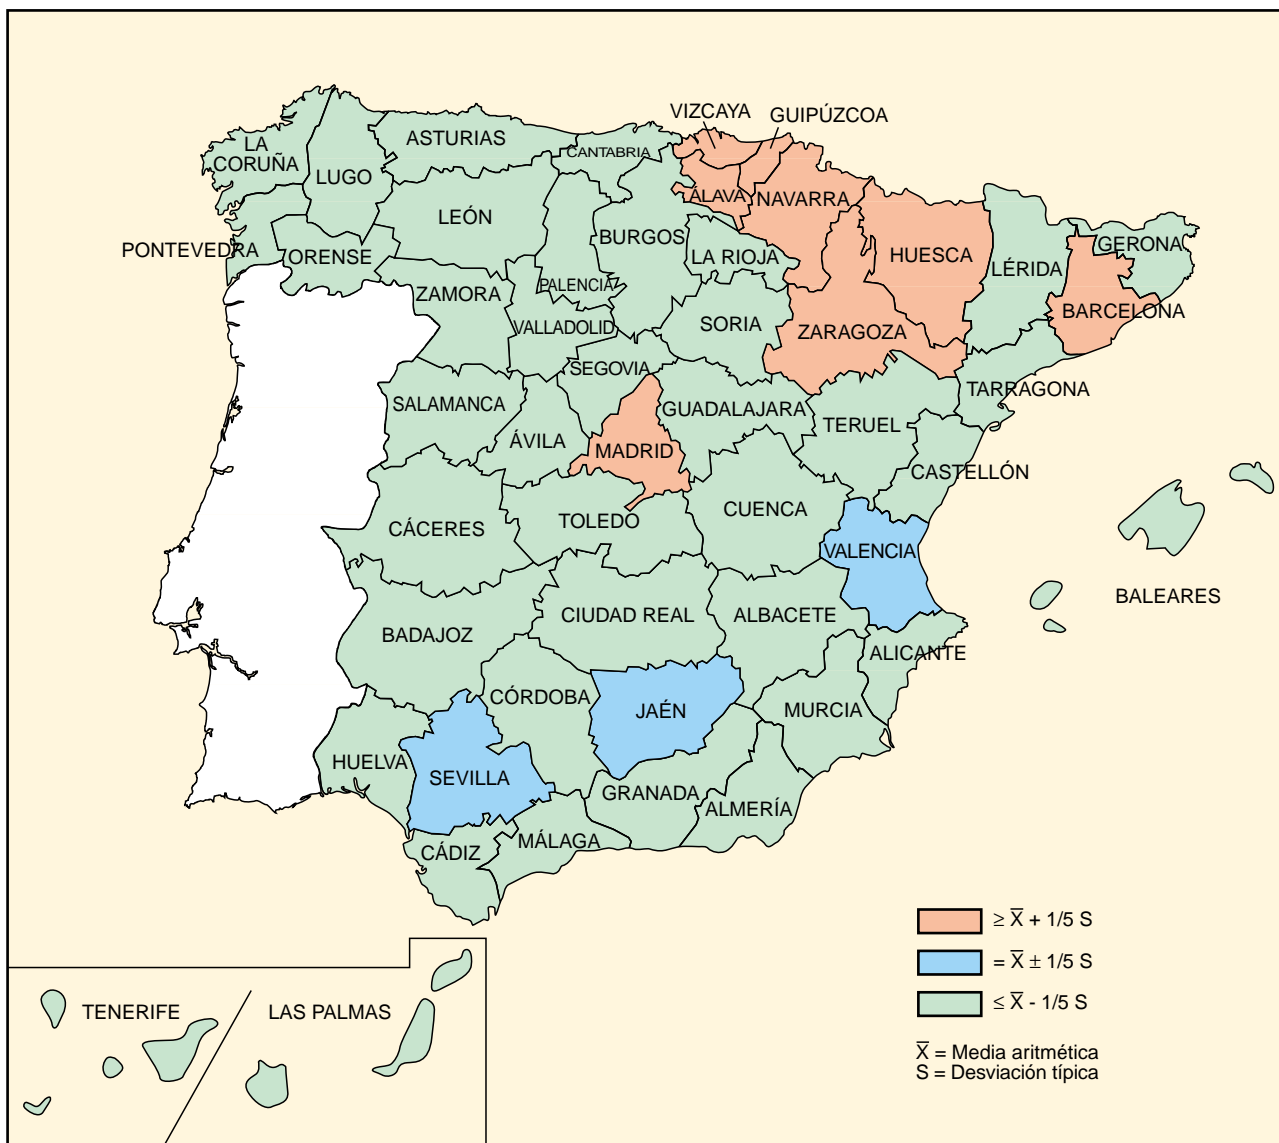 VIZCAYA
GUIPÚZCOA
LA
CORUÑA
LUGO
ASTURIAS
CANTABRIA
ÁLAVA
NAVARRA
PONTEVEDRA
ORENSE
LEÓN
BURGOS
LA RIOJA
HUESCA
LÉRIDA
GERONA
ZAMORA
PALENCIA
VALLADOLID
SORIA
ZARAGOZA
BARCELONA
SEGOVIA
TARRAGONA
SALAMANCA
ÁVILA
GUADALAJARA
TERUEL
MADRID
CASTELLÓN
CÁCERES
TOLEDO
CUENCA
VALENCIA
BALEARES
BADAJOZ
CIUDAD REAL
ALBACETE
ALICANTE
CÓRDOBA
JAÉN
MURCIA
HUELVA
SEVILLA
GRANADA
ALMERÍA
CÁDIZ
MÁLAGA
TENERIFE
LAS PALMAS
≥ X̅ + 1/5 S
= X̅ ± 1/5 S
≤ X̅ - 1/5 S
X̅ = Media aritmética
S = Desviación típica